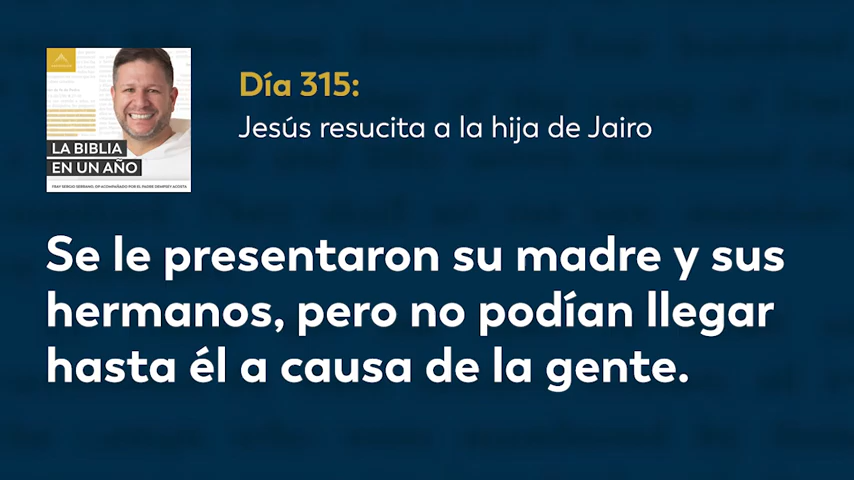 Día 315:
Jesús resucita a la hija de Jairo
LA BIBLIA
EN UN AÑO
Se le presentaron su madre y sus
hermanos, pero no podían llegar
hasta él a causa de la gente.